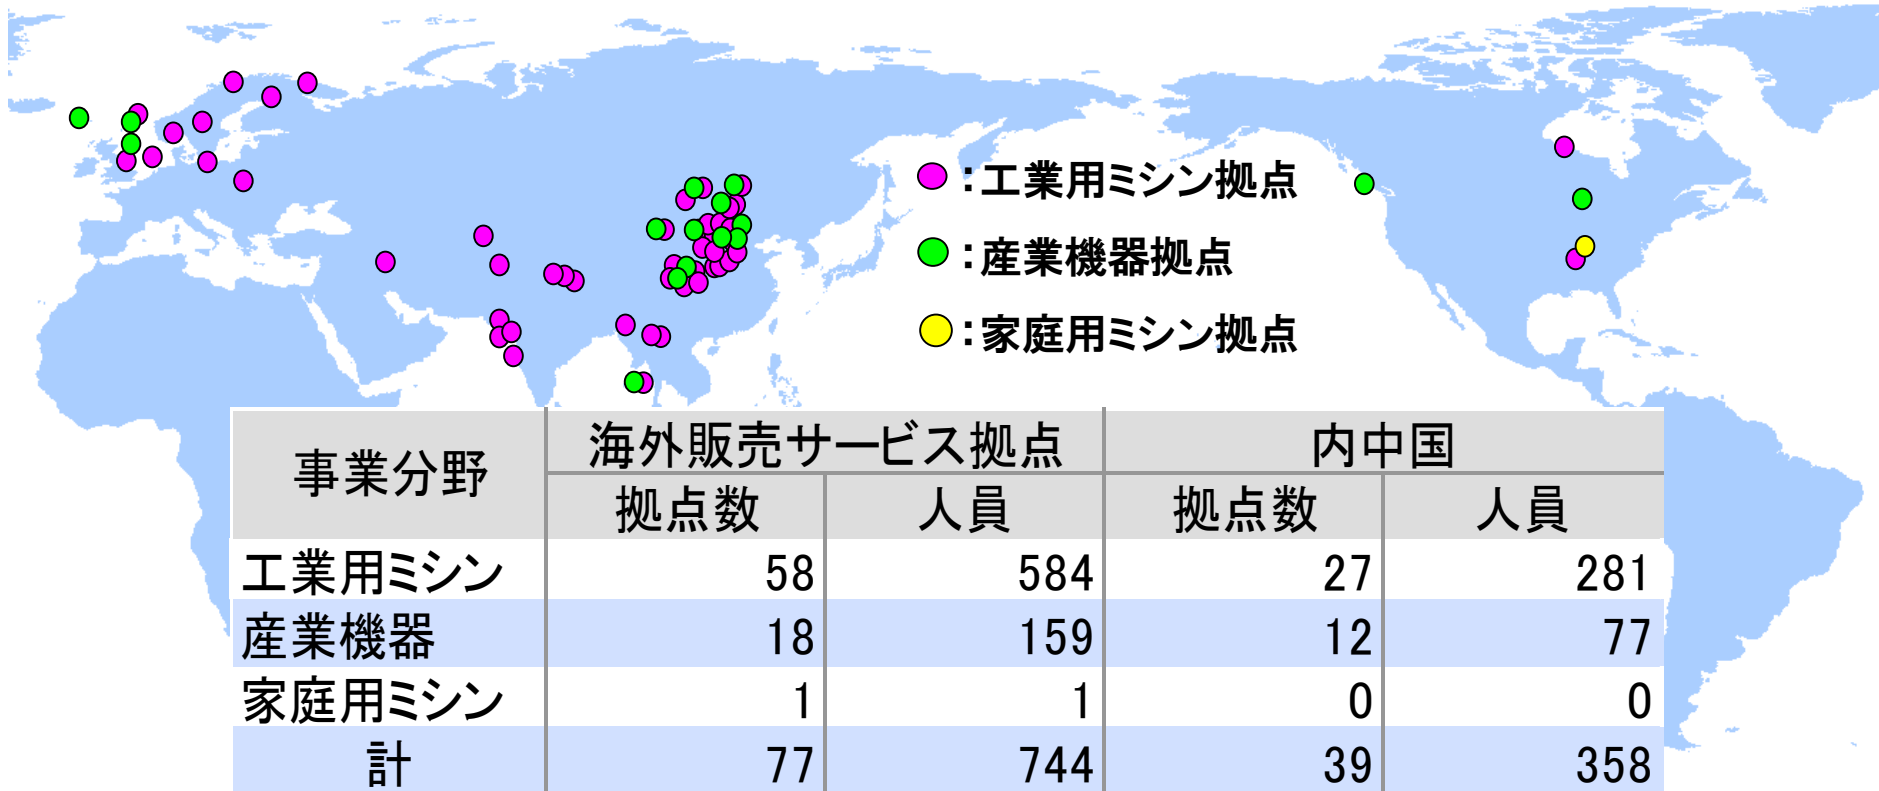 ：工業用ミシン拠点
：産業機器拠点
：家庭用ミシン拠点
事業分野 海外販売サービス拠点 内中国
拠点数 人員 拠点数 人員
工業用ミシン 58 584 27 281
産業機器 18 159 12 77
家庭用ミシン 1 1 0 0
計 77 744 39 358